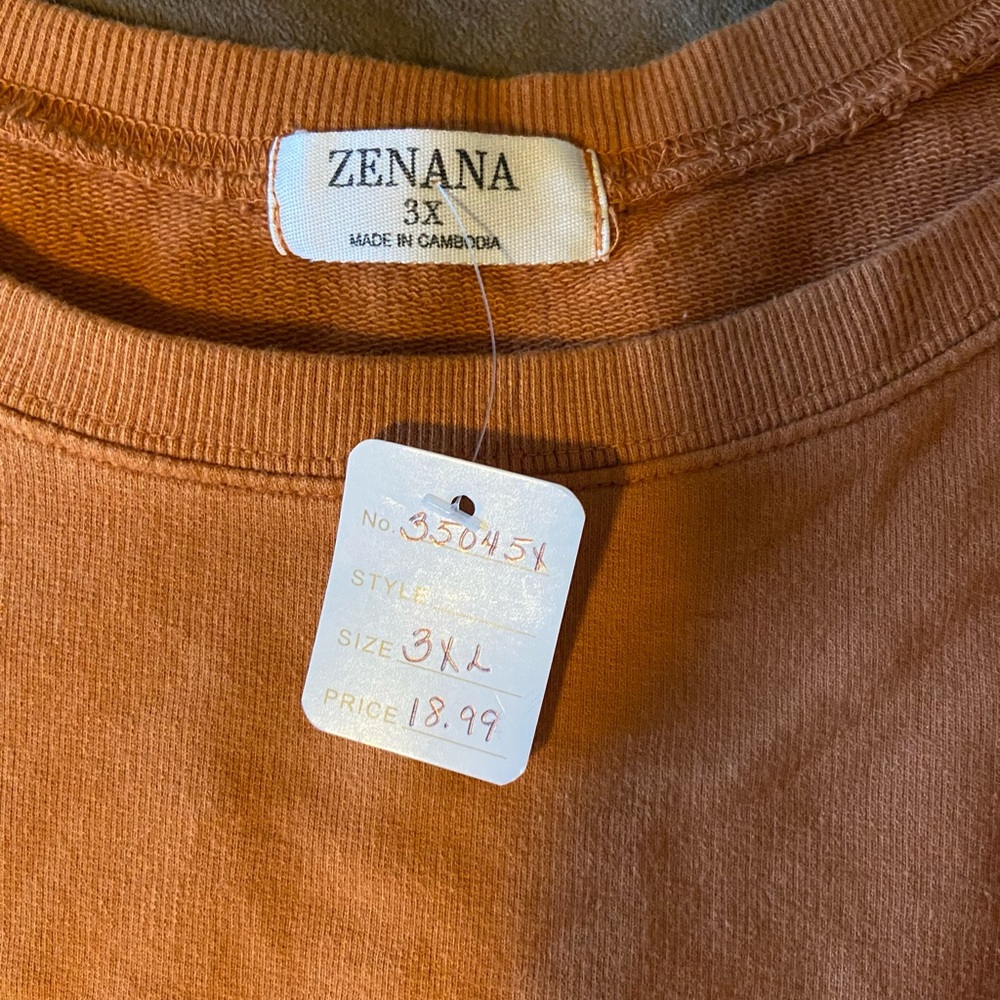 ZENANA
3X
MADE IN CAMBODIA
No. 35045X
STYLE
SIZE 3XL
PRICE 18.99